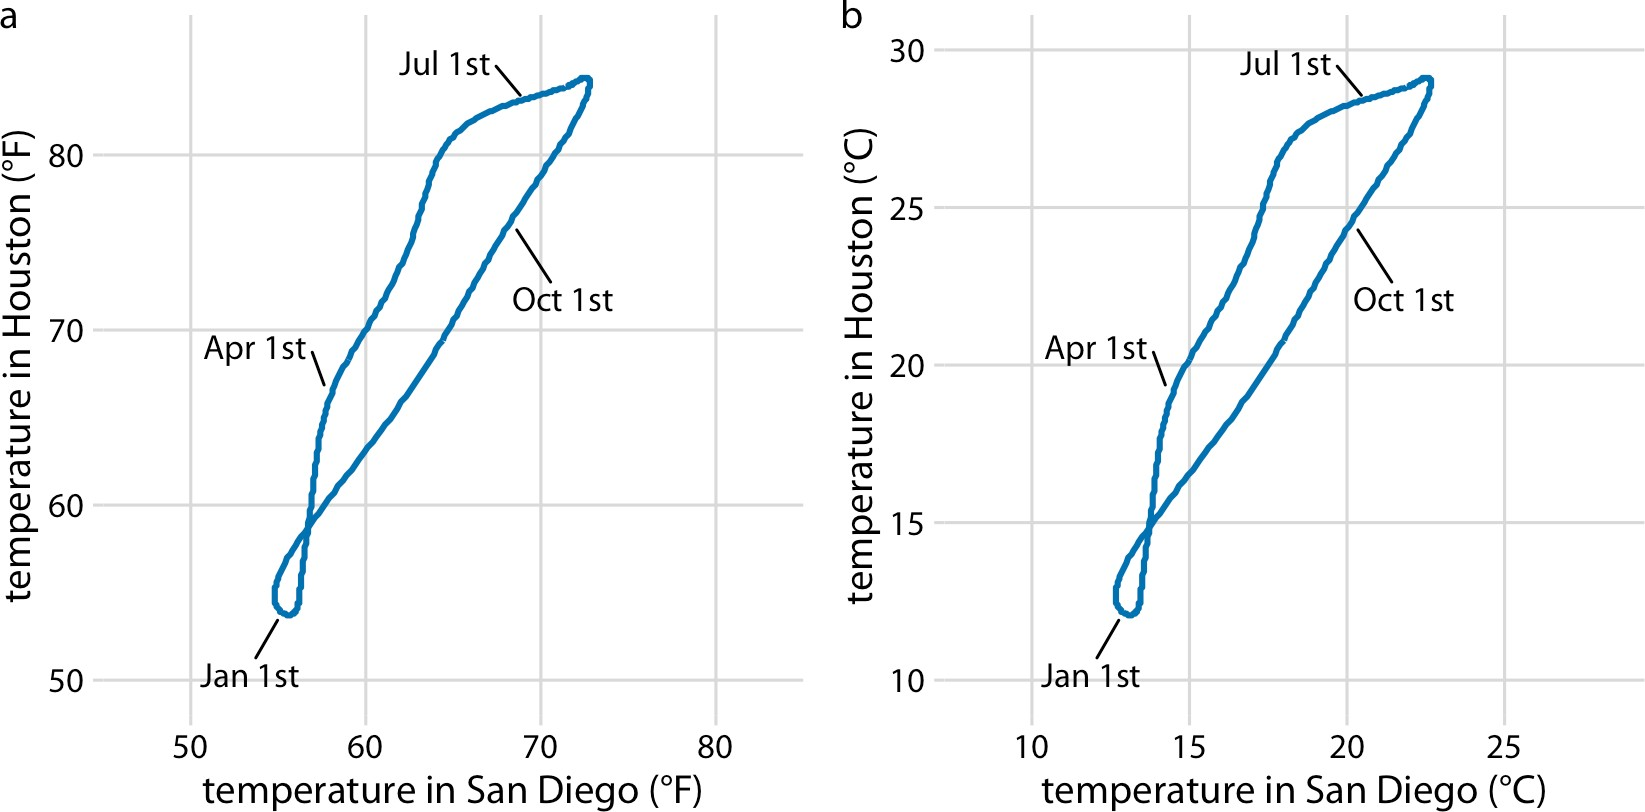 a
temperature in Houston (°F)
80
70
60
50
Jul 1st
Oct 1st
Apr 1st
Jan 1st
50 60 70 80
temperature in San Diego (°F)
b
temperature in Houston (°C)
30
25
20
15
10
Jul 1st
Oct 1st
Apr 1st
Jan 1st
10 15 20 25
temperature in San Diego (°C)